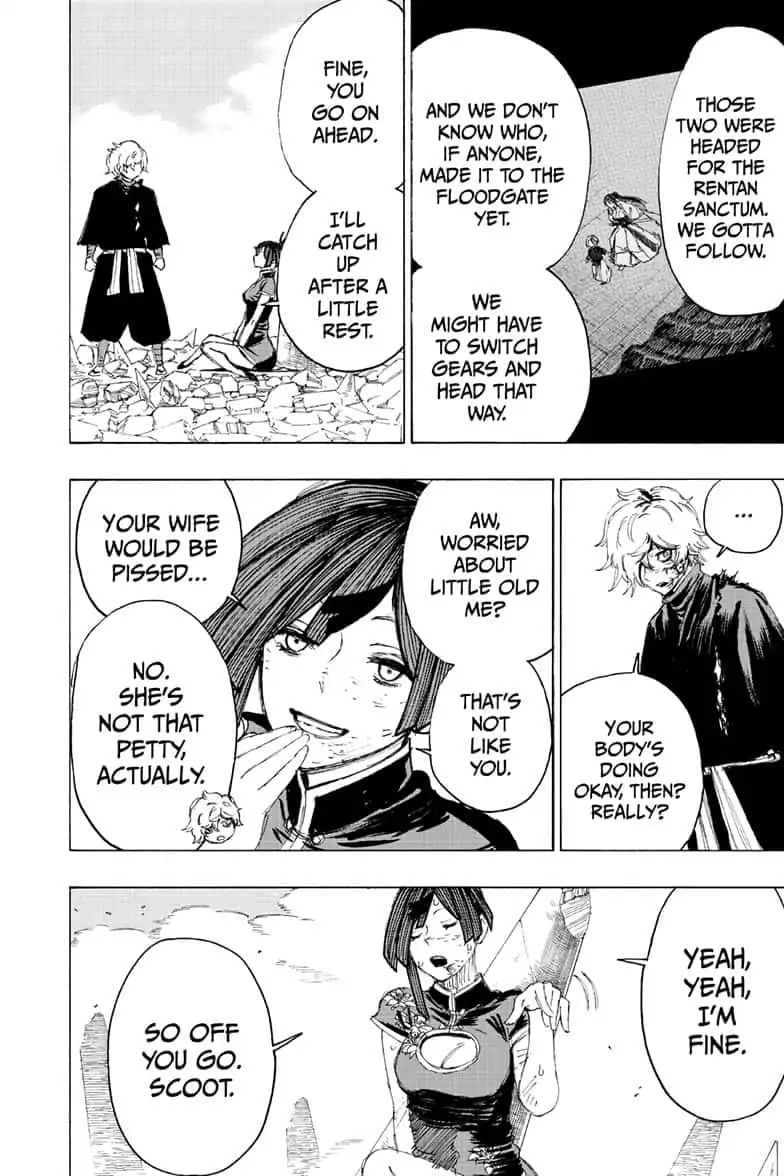 THOSE
TWO WERE
HEADED
FOR THE
RENTAN
SANCTUM.
WE GOTTA
FOLLOW.
AND WE DON'T
KNOW WHO,
IF ANYONE,
MADE IT TO THE
FLOODGATE
YET.
WE
MIGHT HAVE
TO SWITCH
GEARS AND
HEAD THAT
WAY.
FINE,
YOU
GO ON
AHEAD.
I'LL
CATCH
UP
AFTER A
LITTLE
REST.
...
YOUR
BODY'S
DOING
OKAY, THEN?
REALLY?
AW,
WORRIED
ABOUT
LITTLE OLD
ME?
THAT'S
NOT
LIKE
YOU.
YOUR WIFE
WOULD BE
PISSED...
NO.
SHE'S
NOT THAT
PETTY,
ACTUALLY.
YEAH,
YEAH,
I'M
FINE.
SO OFF
YOU GO.
SCOOT.